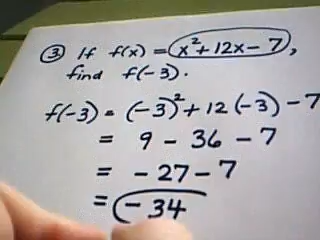 ③ If f(x) = x² + 12x - 7,
find f(-3).
f(-3) = (-3)² + 12(-3) - 7
= 9 - 36 - 7
= -27 - 7
= -34